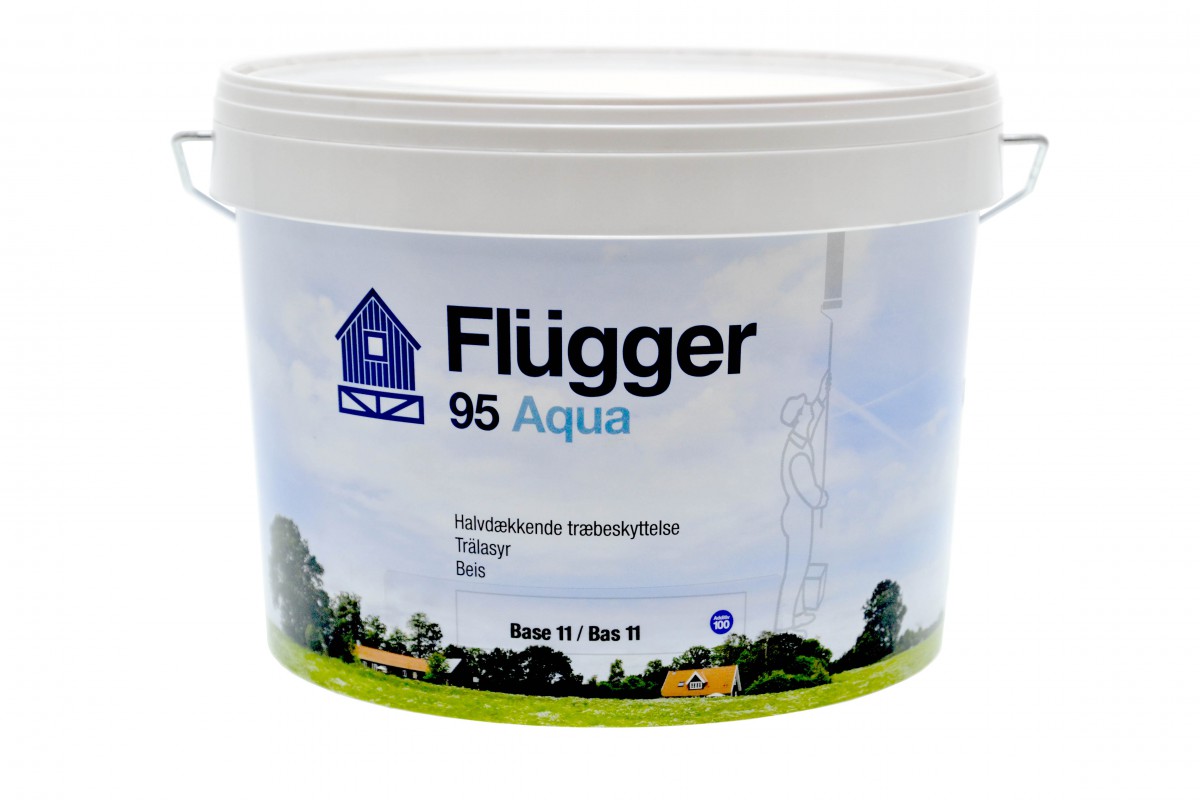 Flügger
95 Aqua
Halvdækkende træbeskyttelse
Trälasyr
Beis
Base 11 / Bas 11
100